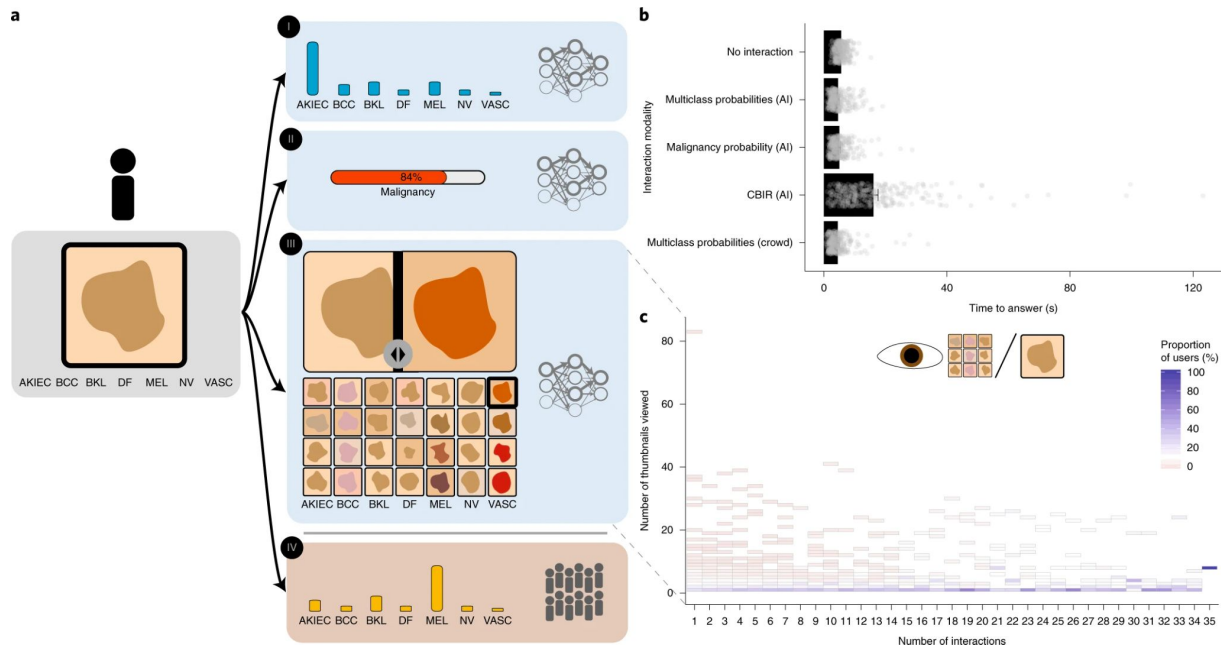 a
I
AKIEC BCC BKL DF MEL NV VASC
II
84%
Malignancy
III
AKIEC BCC BKL DF MEL NV VASC
AKIEC BCC BKL DF MEL NV VASC
IV
AKIEC BCC BKL DF MEL NV VASC
b
Interaction modality
No interaction
Multiclass probabilities (AI)
Malignancy probability (AI)
CBIR (AI)
Multiclass probabilities (crowd)
0 40 80 120
Time to answer (s)
c
Number of thumbnails viewed
80
60
40
20
0
Proportion
of users (%)
100
80
60
40
20
0
1 2 3 4 5 6 7 8 9 10 11 12 13 14 15 16 17 18 19 20 21 22 23 24 25 26 27 28 29 30 31 32 33 34 35
Number of interactions